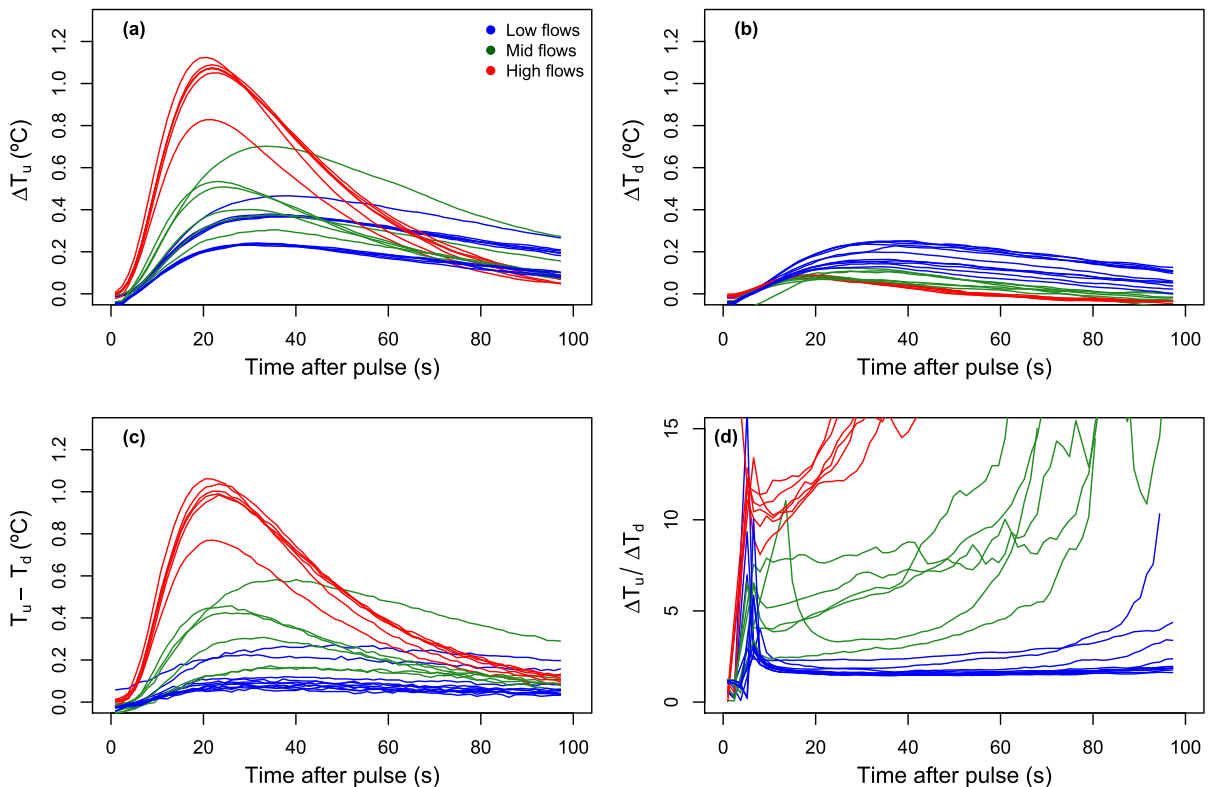 (a)
Low flows
Mid flows
High flows
1.2
1.0
0.8
0.6
0.4
0.2
0.0
ΔTu (ºC)
0 20 40 60 80 100
Time after pulse (s)
(b)
1.2
1.0
0.8
0.6
0.4
0.2
0.0
ΔTd (ºC)
0 20 40 60 80 100
Time after pulse (s)
(c)
1.2
1.0
0.8
0.6
0.4
0.2
0.0
Tu − Td (ºC)
0 20 40 60 80 100
Time after pulse (s)
(d)
15
10
5
0
ΔTu / ΔTd
0 20 40 60 80 100
Time after pulse (s)